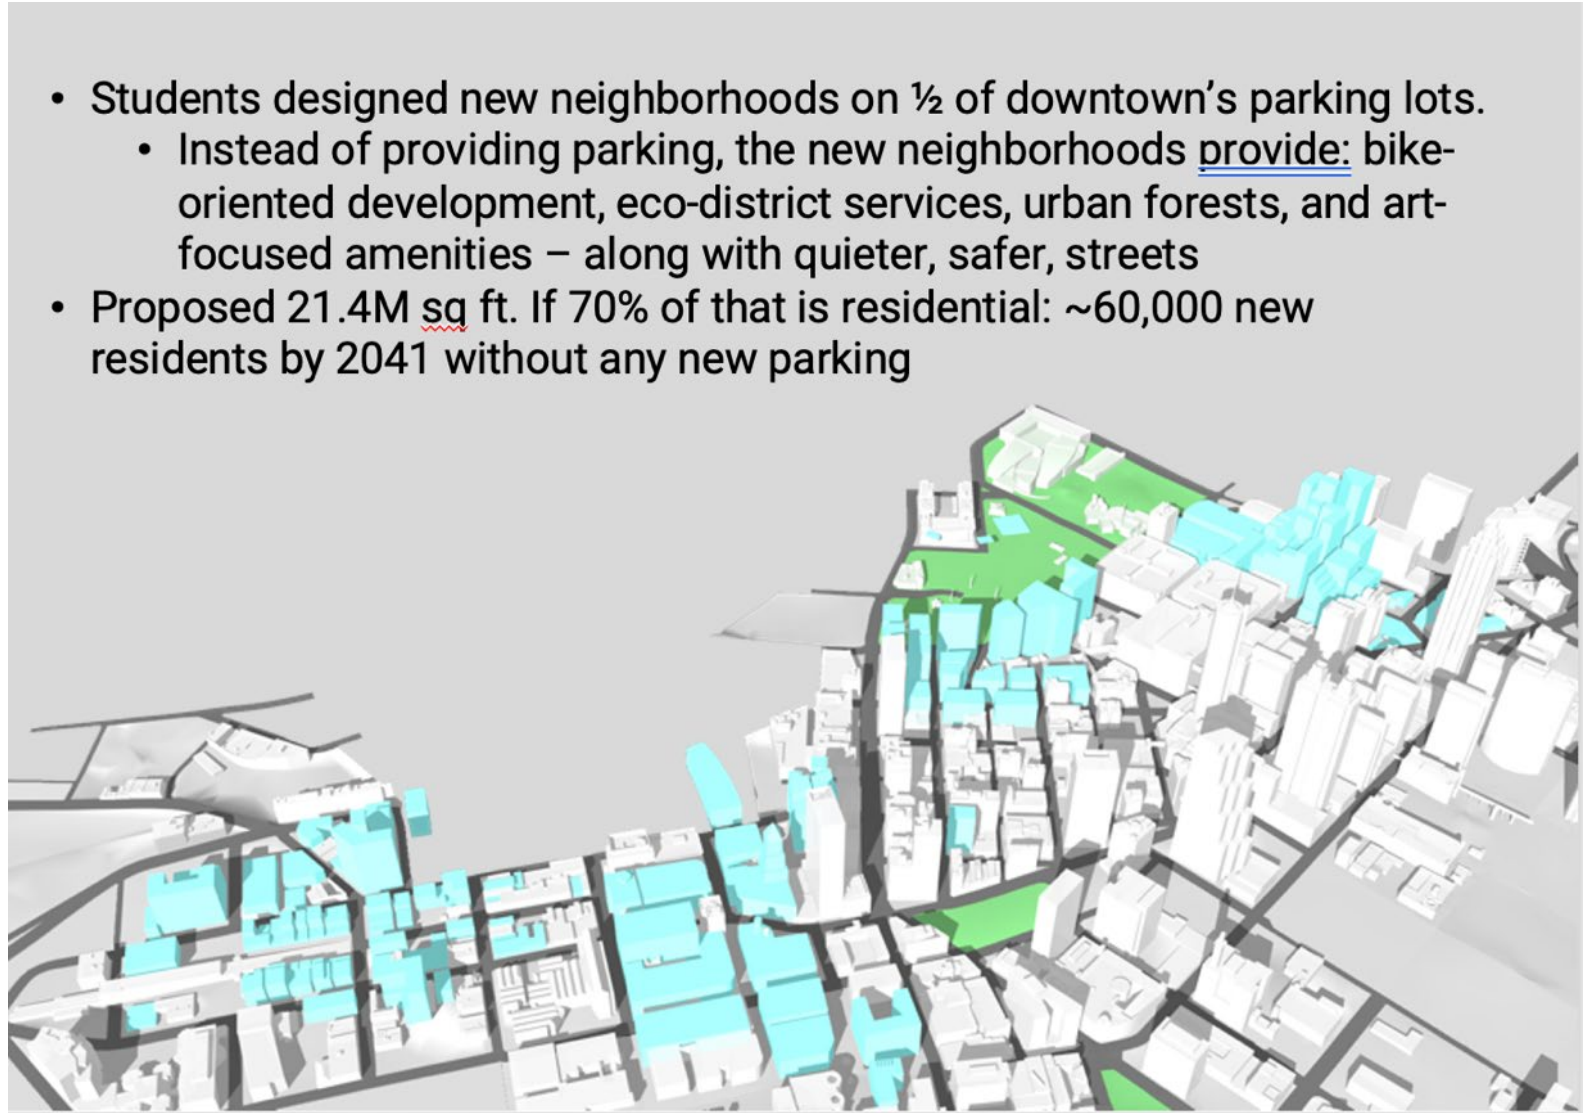 • Students designed new neighborhoods on ½ of downtown's parking lots.
• Instead of providing parking, the new neighborhoods provide: bike-
oriented development, eco-district services, urban forests, and art-
focused amenities – along with quieter, safer, streets
• Proposed 21.4M sq ft. If 70% of that is residential: ~60,000 new
residents by 2041 without any new parking